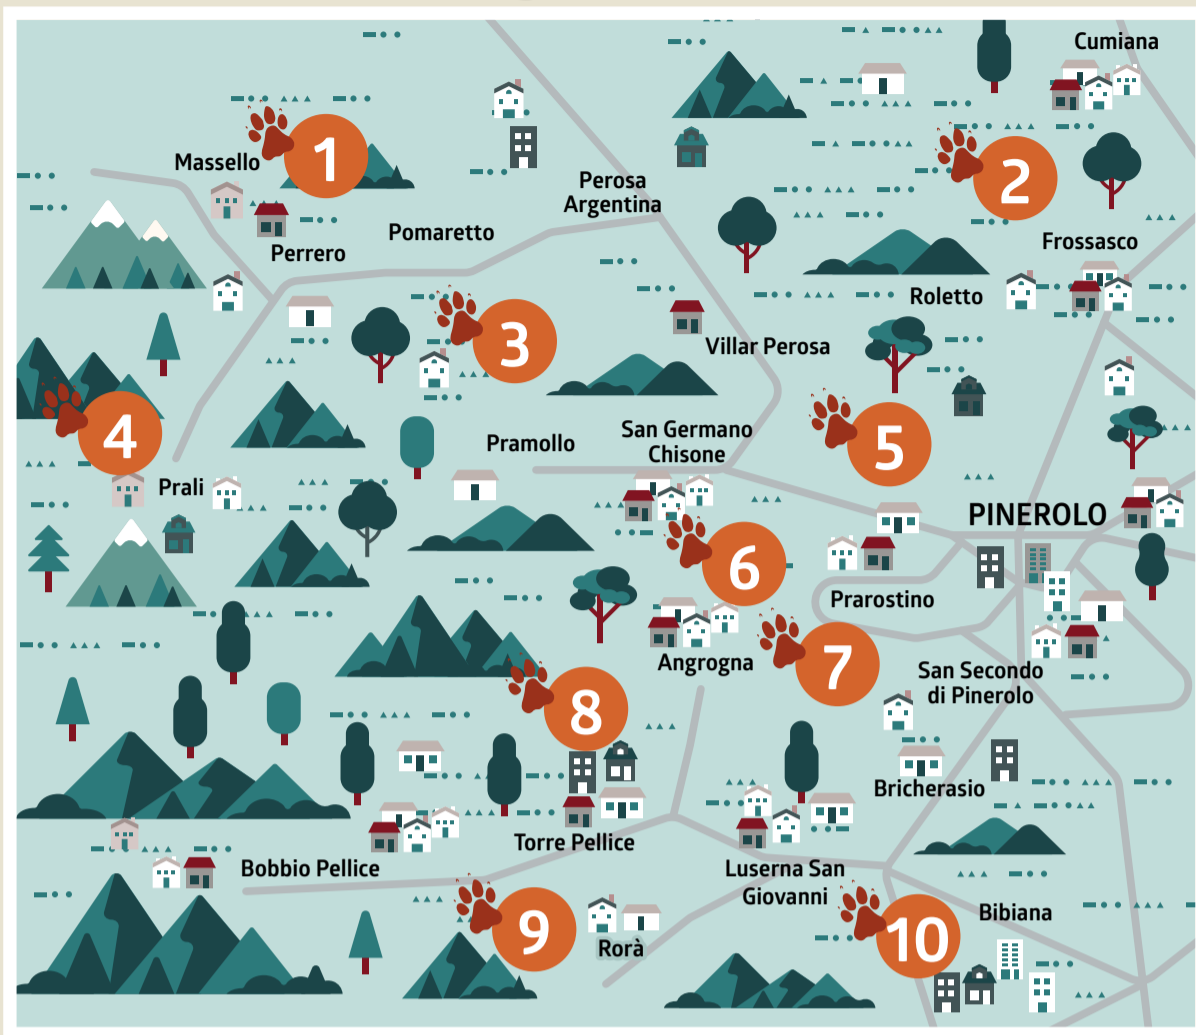 Cumiana
1
Massello
2
Perosa
Argentina
Pomaretto
Perrero
Frossasco
Roletto
3
Villar Perosa
4
5
San Germano
Chisone
Pramollo
Prali
PINEROLO
6
Prarostino
Angrogna
7
San Secondo
di Pinerolo
8
Bricherasio
Torre Pellice
Bobbio Pellice
Luserna San
Giovanni
9
Rorà
10
Bibiana